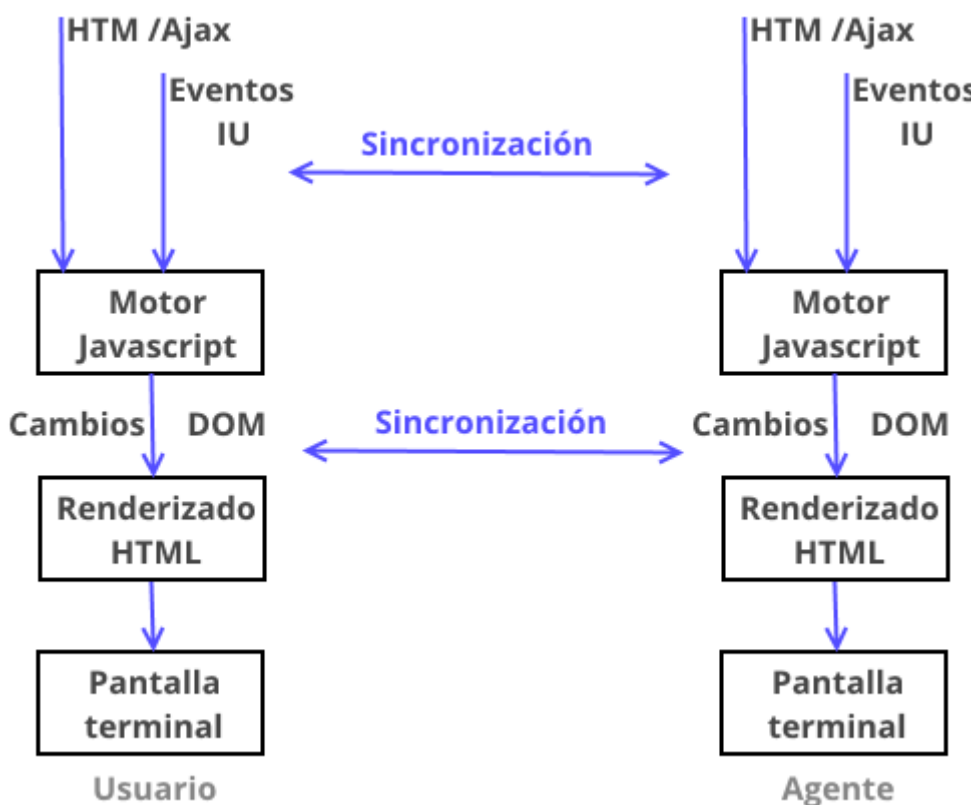 HTM /Ajax
Eventos
IU
Sincronización
HTM /Ajax
Eventos
IU
Motor
Javascript
Motor
Javascript
Cambios DOM
Sincronización
Cambios DOM
Renderizado
HTML
Renderizado
HTML
Pantalla
terminal
Pantalla
terminal
Usuario
Agente